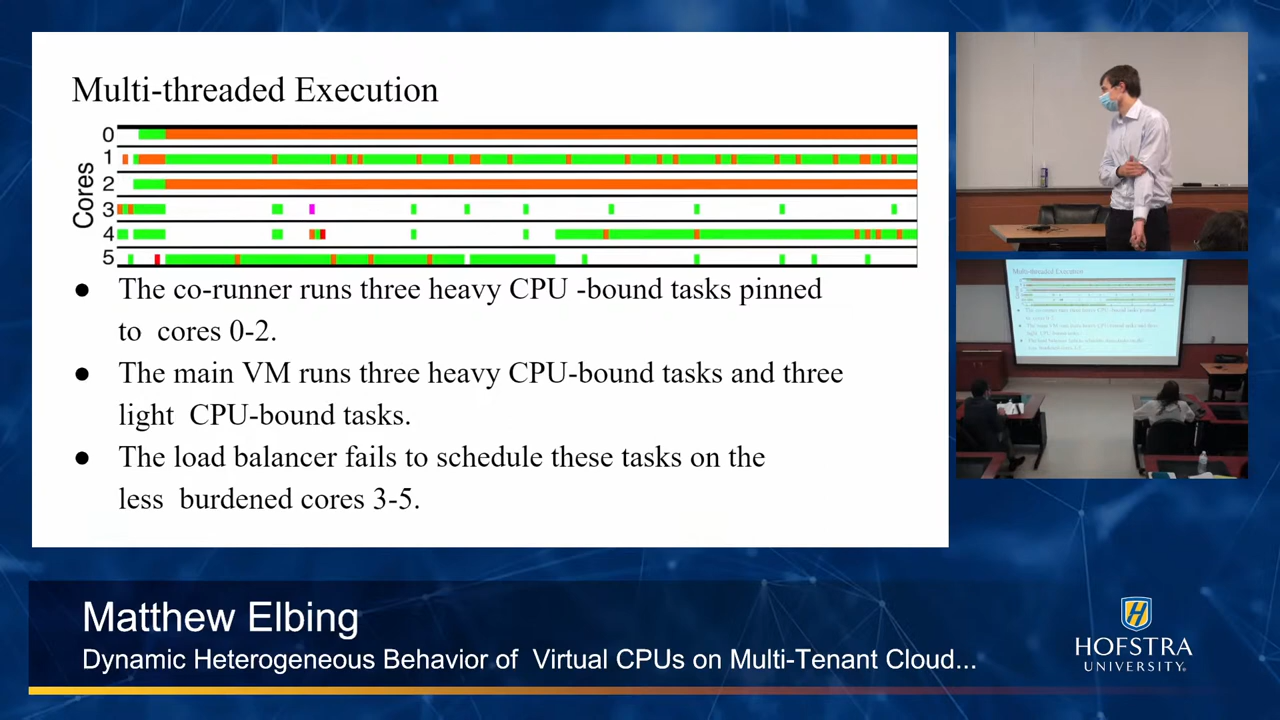 Multi-threaded Execution
Cores
0
1
2
3
4
5
● The co-runner runs three heavy CPU -bound tasks pinned
to cores 0-2.
● The main VM runs three heavy CPU-bound tasks and three
light CPU-bound tasks.
● The load balancer fails to schedule these tasks on the
less burdened cores 3-5.
Multi-threaded Execution
Matthew Elbing
Dynamic Heterogeneous Behavior of Virtual CPUs on Multi-Tenant Cloud...
H
HOFSTRA
UNIVERSITY®